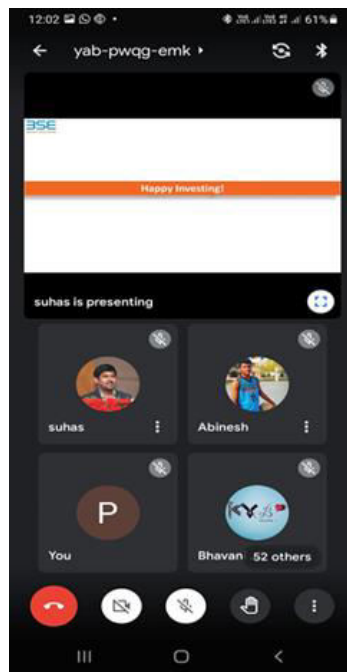 12:02 61%
yab-pwqg-emk
BSE
Happy Investing!
suhas is presenting
suhas
Abinesh
P
You
Bhavan 52 others